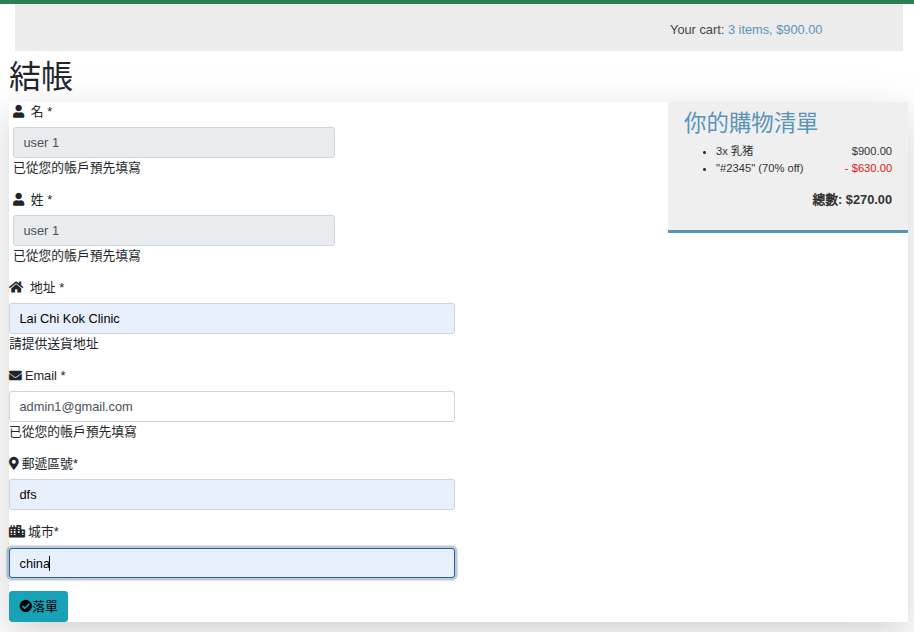 Your cart: 3 items, $900.00
結帳
名 *
user 1
已從您的帳戶預先填寫
姓 *
user 1
已從您的帳戶預先填寫
地址 *
Lai Chi Kok Clinic
請提供送貨地址
Email *
admin1@gmail.com
已從您的帳戶預先填寫
郵遞區號*
dfs
城市*
china
落單
你的購物清單
3x 乳猪 $900.00
"#2345" (70% off) - $630.00
總數: $270.00